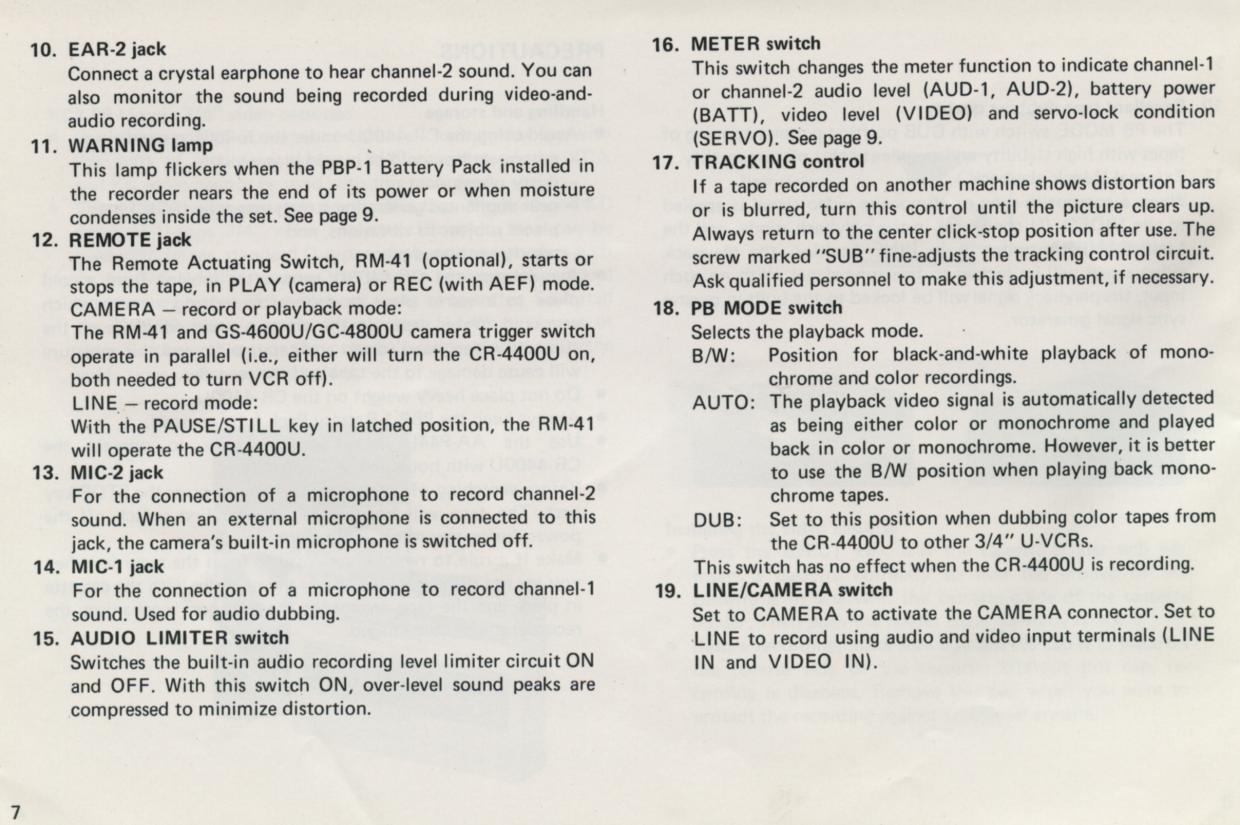 10. EAR-2 jack
Connect a crystal earphone to hear channel-2 sound. You can
also monitor the sound being recorded during video-and-
audio recording.
11. WARNING lamp
This lamp flickers when the PBP-1 Battery Pack installed in
the recorder nears the end of its power or when moisture
condenses inside the set. See page 9.
12. REMOTE jack
The Remote Actuating Switch, RM-41 (optional), starts or
stops the tape, in PLAY (camera) or REC (with AEF) mode.
CAMERA — record or playback mode:
The RM-41 and GS-4600U/GC-4800U camera trigger switch
operate in parallel (i.e., either will turn the CR-4400U on,
both needed to turn VCR off).
LINE — record mode:
With the PAUSE/STILL key in latched position, the RM-41
will operate the CR-4400U.
13. MIC-2 jack
For the connection of a microphone to record channel-2
sound. When an external microphone is connected to this
jack, the camera's built-in microphone is switched off.
14. MIC-1 jack
For the connection of a microphone to record channel-1
sound. Used for audio dubbing.
15. AUDIO LIMITER switch
Switches the built-in audio recording level limiter circuit ON
and OFF. With this switch ON, over-level sound peaks are
compressed to minimize distortion.
16. METER switch
This switch changes the meter function to indicate channel-1
or channel-2 audio level (AUD-1, AUD-2), battery power
(BATT), video level (VIDEO) and servo-lock condition
(SERVO). See page 9.
17. TRACKING control
If a tape recorded on another machine shows distortion bars
or is blurred, turn this control until the picture clears up.
Always return to the center click-stop position after use. The
screw marked "SUB" fine-adjusts the tracking control circuit.
Ask qualified personnel to make this adjustment, if necessary.
18. PB MODE switch
Selects the playback mode.
B/W: Position for black-and-white playback of mono-
chrome and color recordings.
AUTO: The playback video signal is automatically detected
as being either color or monochrome and played
back in color or monochrome. However, it is better
to use the B/W position when playing back mono-
chrome tapes.
DUB: Set to this position when dubbing color tapes from
the CR-4400U to other 3/4" U-VCRs.
This switch has no effect when the CR-4400U is recording.
19. LINE/CAMERA switch
Set to CAMERA to activate the CAMERA connector. Set to
LINE to record using audio and video input terminals (LINE
IN and VIDEO IN).
7